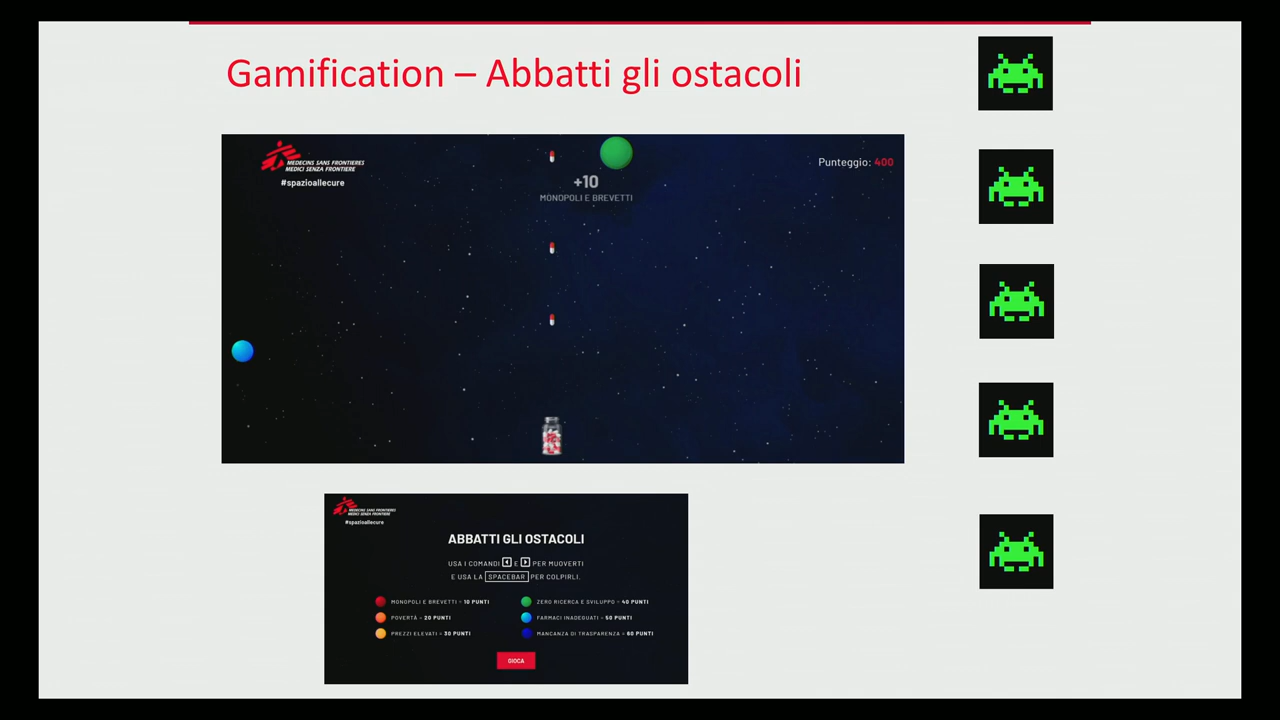 Gamification – Abbatti gli ostacoli
MEDECINS SANS FRONTIERES
MEDICI SENZA FRONTIERE
#spazioallecure
Punteggio: 400
+10
MONOPOLI E BREVETTI
MEDECINS SANS FRONTIERES
MEDICI SENZA FRONTIERE
#spazioallecure
ABBATTI GLI OSTACOLI
USA I COMANDI E PER MUOVERTI
E USA LA SPACEBAR PER COLPIRLI.
MONOPOLI E BREVETTI = 10 PUNTI
ZERO RICERCA E SVILUPPO = 40 PUNTI
POVERTÀ = 20 PUNTI
FARMACI INADEGUATI = 50 PUNTI
PREZZI ELEVATI = 30 PUNTI
MANCANZA DI TRASPARENZA = 60 PUNTI
GIOCA